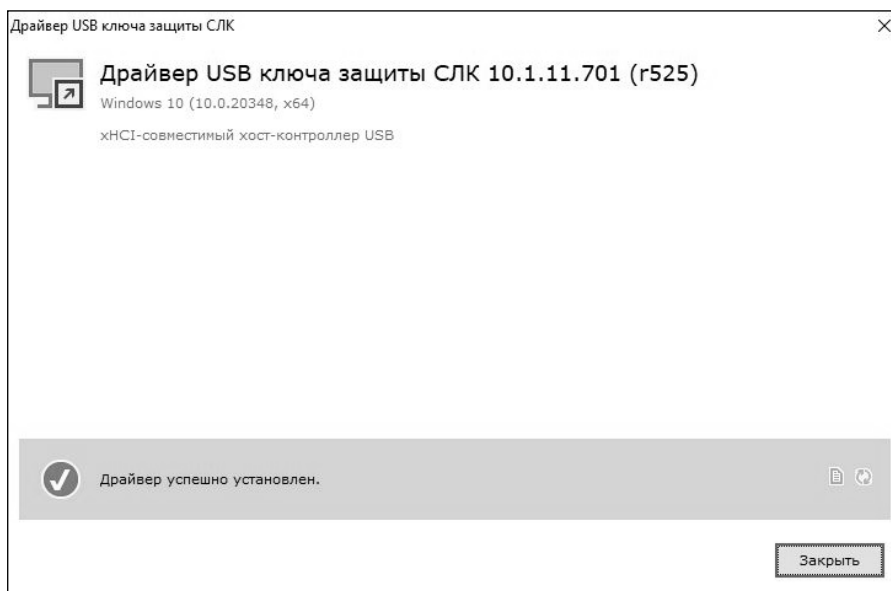 Драйвер USB ключа защиты СЛК
Драйвер USB ключа защиты СЛК 10.1.11.701 (r525)
Windows 10 (10.0.20348, x64)
xHCI-совместимый хост-контроллер USB
Драйвер успешно установлен.
Закрыть